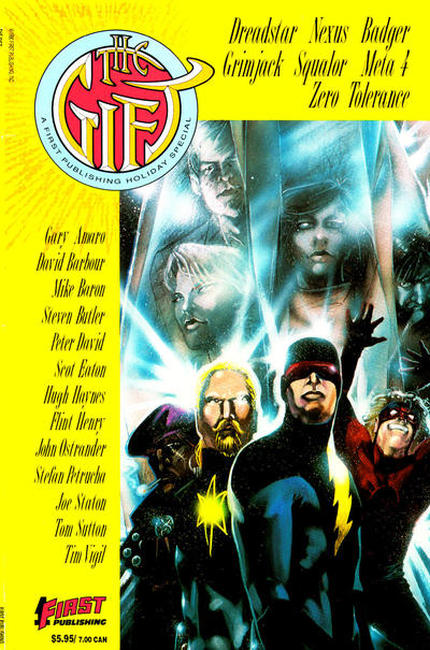 THE
GIFT
A FIRST PUBLISHING HOLIDAY SPECIAL
Dreadstar Nexus Badger
Grimjack Squalor Meta 4
Zero Tolerance
Gary Amaro
David Barbour
Mike Baron
Steven Butler
Peter David
Scot Eaton
Hugh Haynes
Flint Henry
John Ostrander
Stefan Petrucha
Joe Staton
Tom Sutton
Tim Vigil
1FIRST
PUBLISHING
$5.95/ 7.00 CAN